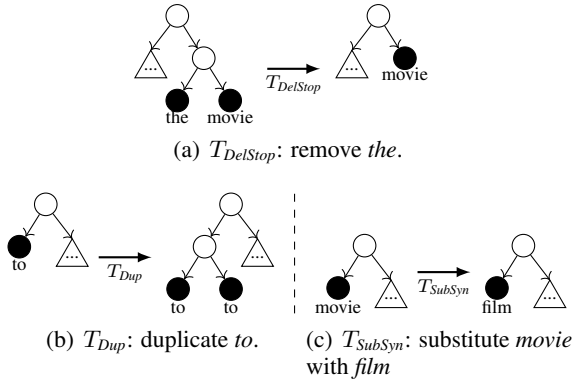 ... ...
T_DelStop
movie
the movie
(a) T_DelStop: remove the.
... ...
to T_Dup T_SubSyn
... ...
to to movie film
(b) T_Dup: duplicate to. (c) T_SubSyn: substitute movie
with film